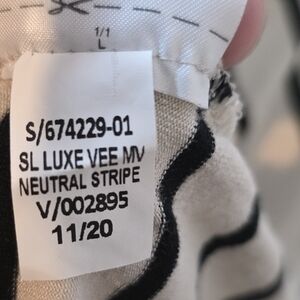 1/1
L
S/674229-01
SL LUXE VEE MV
NEUTRAL STRIPE
V/002895
11/20